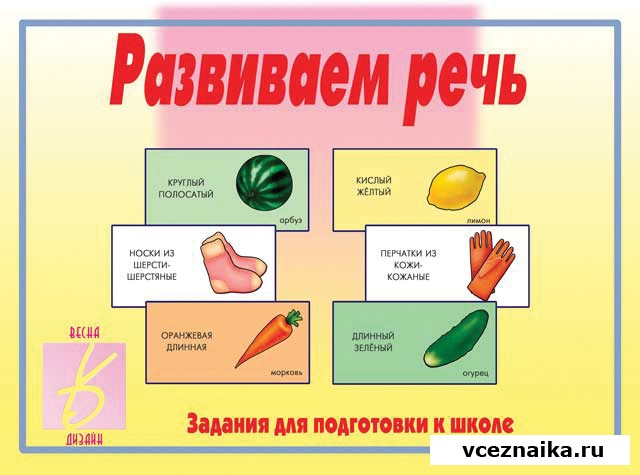 Развиваем речь
КРУГЛЫЙ
ПОЛОСАТЫЙ
арбуз
КИСЛЫЙ
ЖЁЛТЫЙ
лимон
НОСКИ ИЗ
ШЕРСТИ-
ШЕРСТЯНЫЕ
ПЕРЧАТКИ ИЗ
КОЖИ-
КОЖАНЫЕ
ОРАНЖЕВАЯ
ДЛИННАЯ
морковь
ДЛИННЫЙ
ЗЕЛЁНЫЙ
огурец
ВЕСНА
ДИЗАЙН
Задания для подготовки к школе
vceznaika.ru